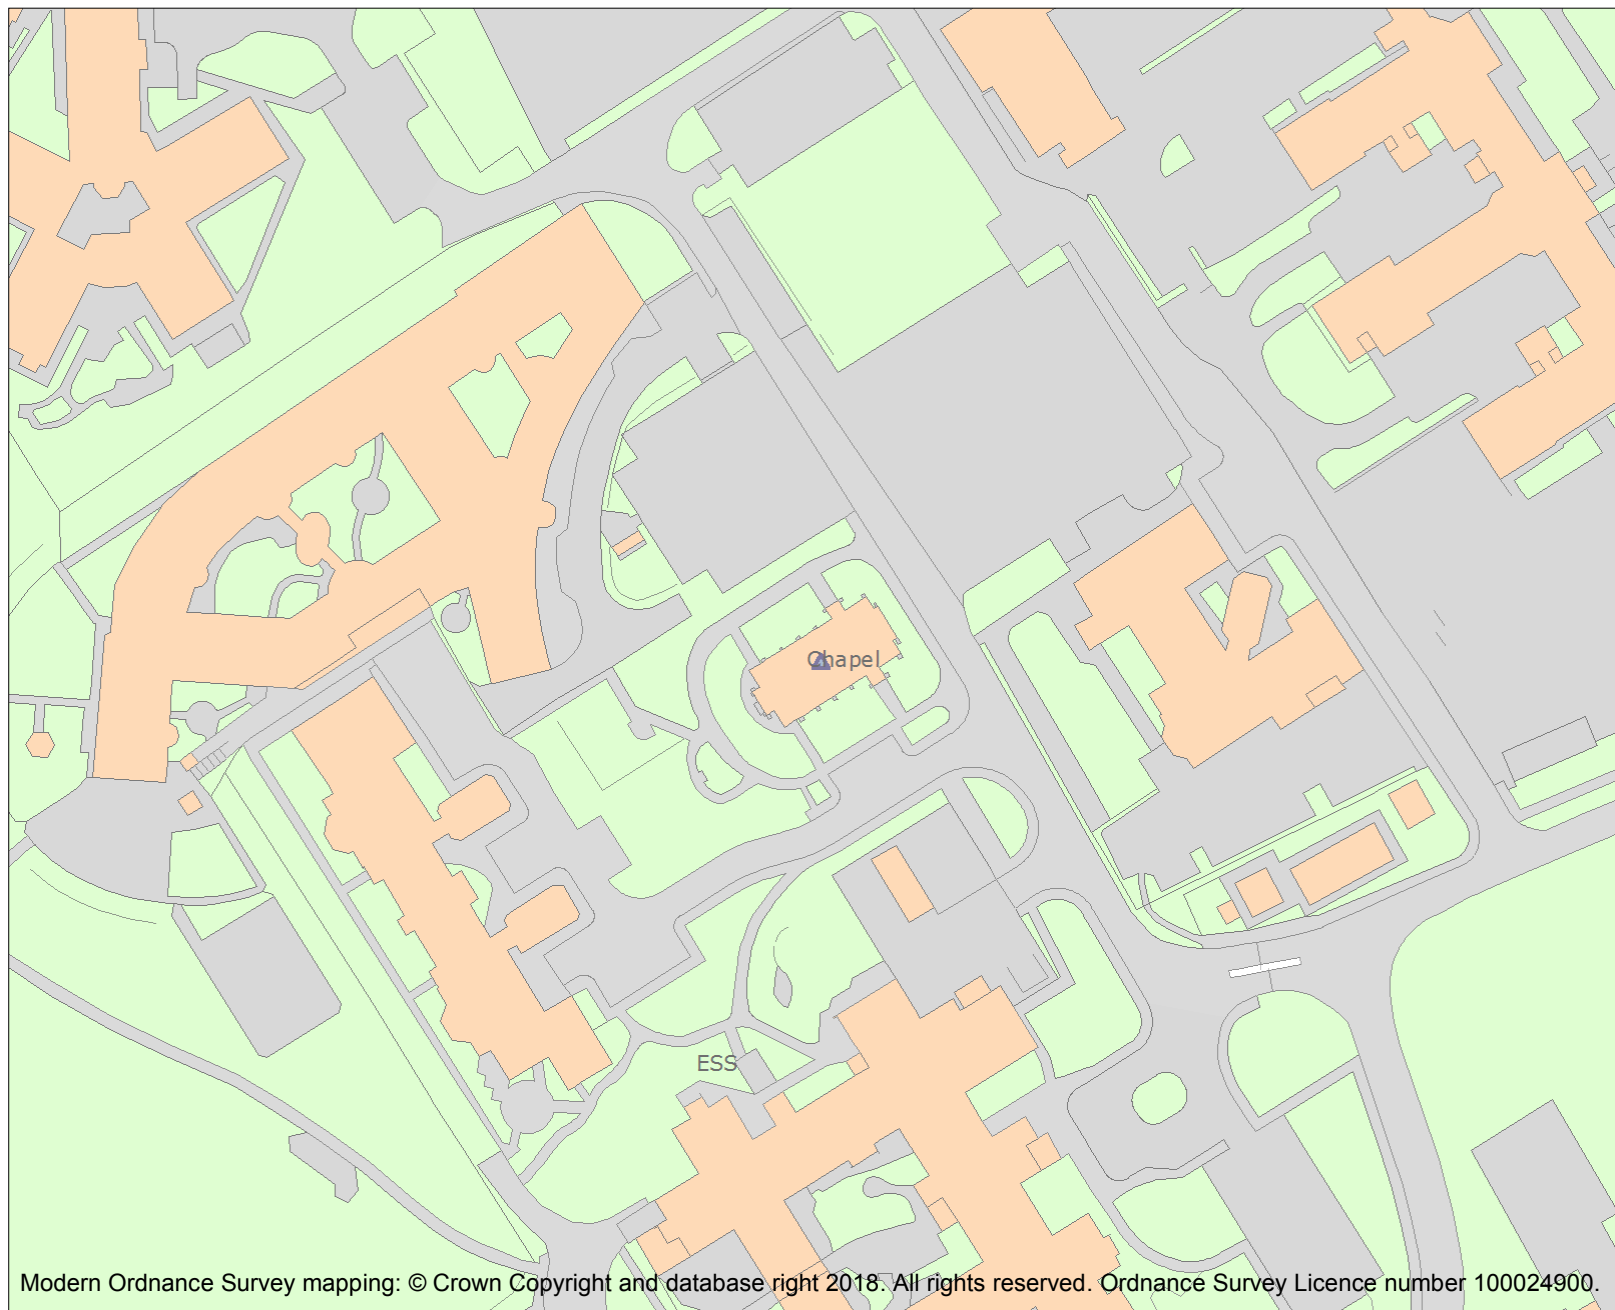 Chapel
ESS
Modern Ordnance Survey mapping: © Crown Copyright and database right 2018. All rights reserved. Ordnance Survey Licence number 100024900.